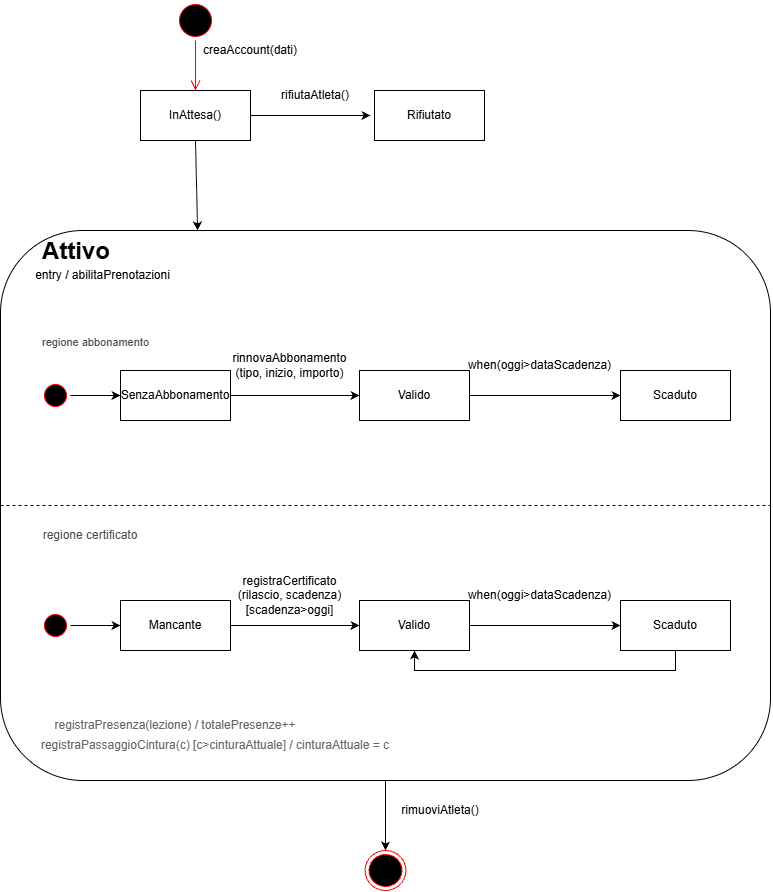 creaAccount(dati)
InAttesa()
rifiutaAtleta()
Rifiutato
Attivo
entry / abilitaPrenotazioni
regione abbonamento
SenzaAbbonamento
rinnovaAbbonamento
(tipo, inizio, importo)
Valido
when(oggi>dataScadenza)
Scaduto
regione certificato
Mancante
registraCertificato
(rilascio, scadenza)
[scadenza>oggi]
Valido
when(oggi>dataScadenza)
Scaduto
registraPresenza(lezione) / totalePresenze++
registraPassaggioCintura(c) [c>cinturaAttuale] / cinturaAttuale = c
rimuoviAtleta()